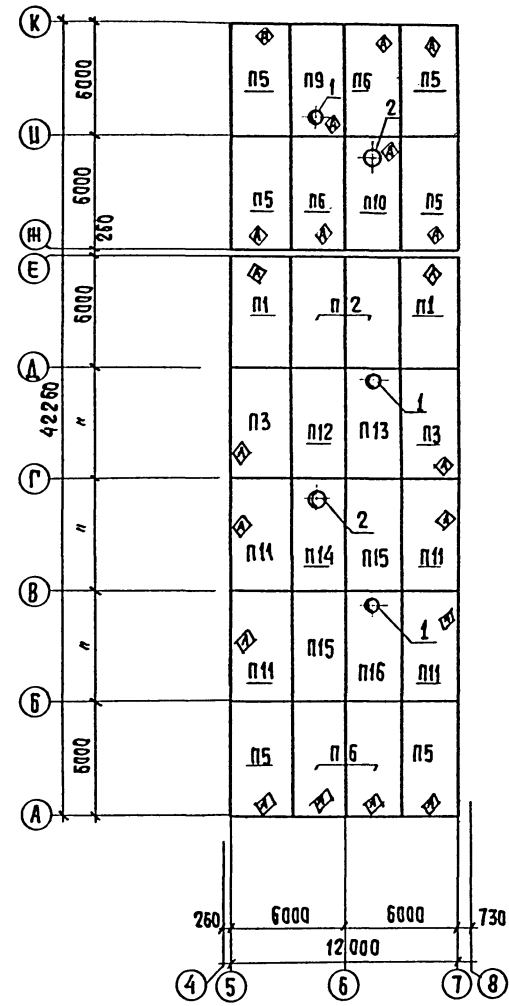 К
П5 П9 1 П6 П5
6000
И
2
6000
260
П5 П6 П10 П5
Ж
Е
П1 П2 П1
6000
Д
42260
П3 П12 П13 1 П3
"
Г
2
"
П11 П14 П15 П11
В
1
"
П11 П15 П16 П11
Б
6000
П5 П6 П5
А
260 6000 6000 730
12000
4 5 6 7 8